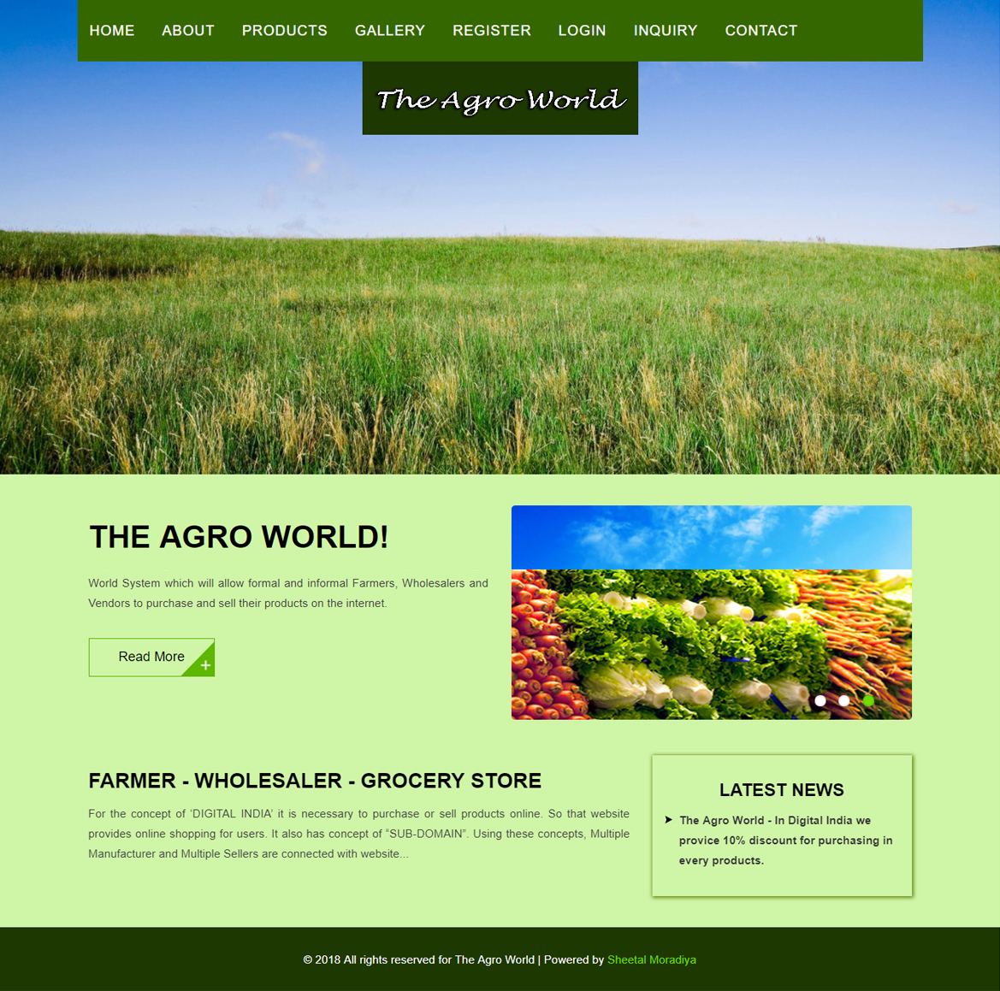 HOME ABOUT PRODUCTS GALLERY REGISTER LOGIN INQUIRY CONTACT
The Agro World
THE AGRO WORLD!
World System which will allow formal and informal Farmers, Wholesalers and
Vendors to purchase and sell their products on the internet.
Read More
FARMER - WHOLESALER - GROCERY STORE
For the concept of ‘DIGITAL INDIA’ it is necessary to purchase or sell products online. So that website
provides online shopping for users. It also has concept of “SUB-DOMAIN”. Using these concepts, Multiple
Manufacturer and Multiple Sellers are connected with website...
LATEST NEWS
The Agro World - In Digital India we
provice 10% discount for purchasing in
every products.
© 2018 All rights reserved for The Agro World | Powered by Sheetal Moradiya